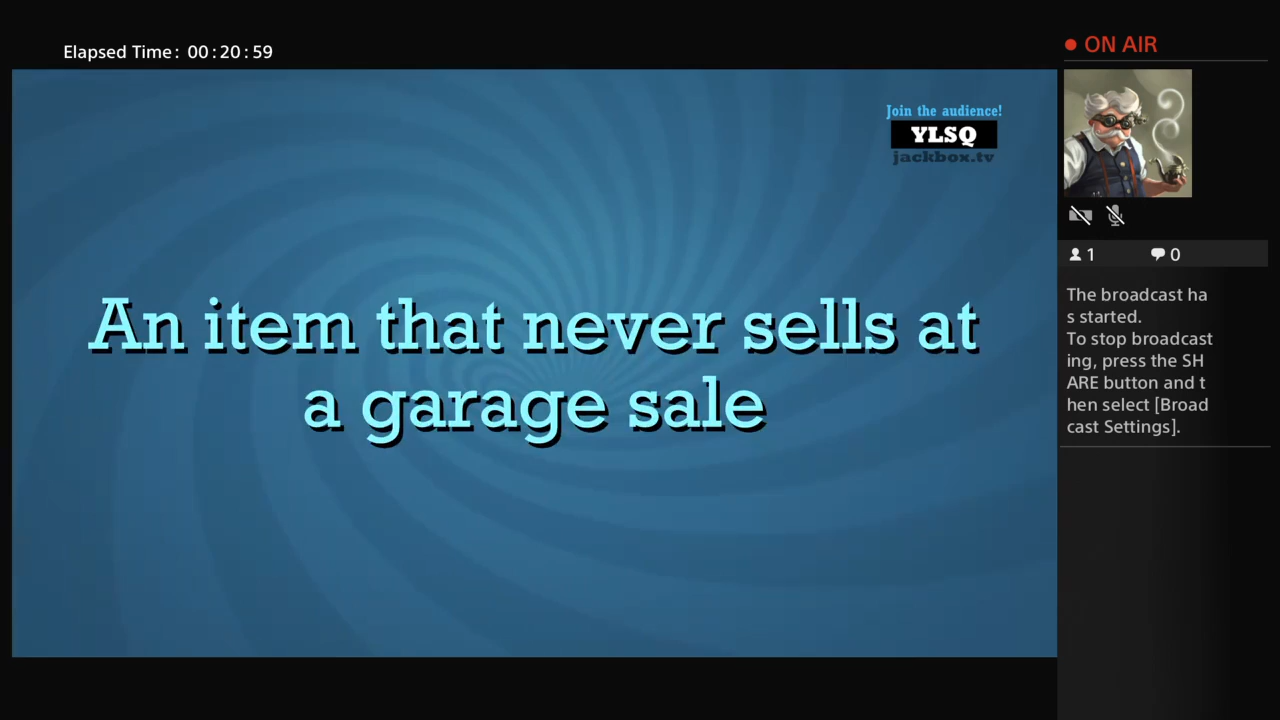 Elapsed Time: 00:20:59
ON AIR
Join the audience!
YLSQ
jackbox.tv
An item that never sells at
a garage sale
1 0
The broadcast ha
s started.
To stop broadcast
ing, press the SH
ARE button and t
hen select [Broad
cast Settings].